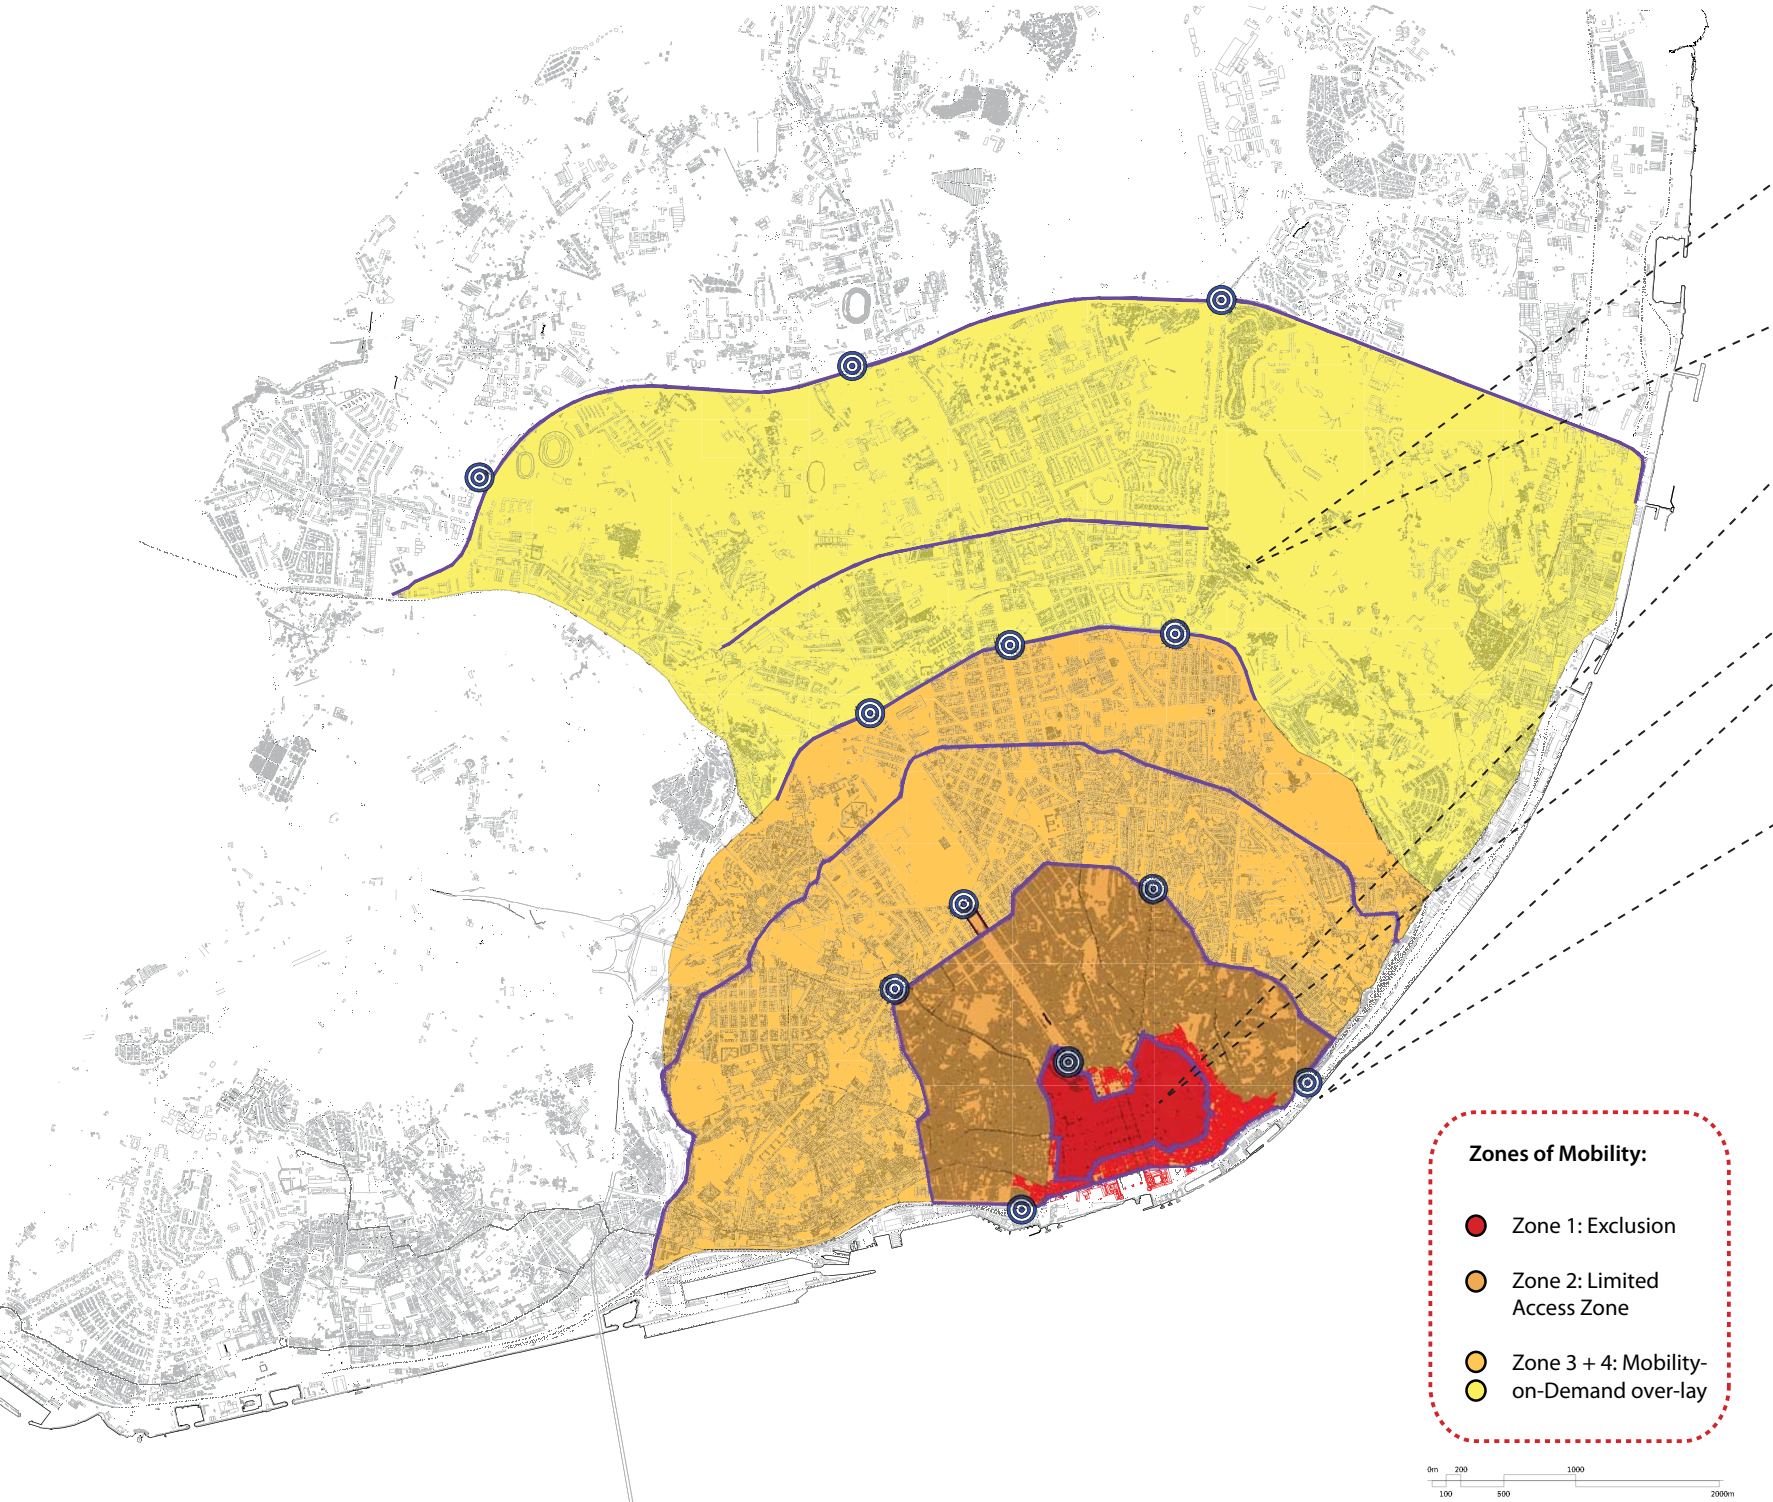 Zones of Mobility:
Zone 1: Exclusion
Zone 2: Limited
Access Zone
Zone 3 + 4: Mobility-
on-Demand over-lay
0m 200 1000
100 500 2000m